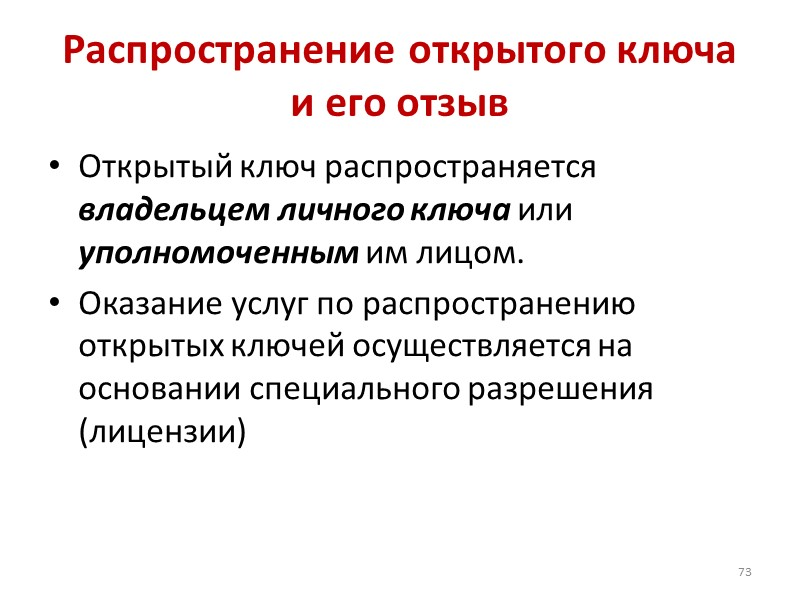 Распространение открытого ключа
и его отзыв
• Открытый ключ распространяется
владельцем личного ключа или
уполномоченным им лицом.
• Оказание услуг по распространению
открытых ключей осуществляется на
основании специального разрешения
(лицензии)
73